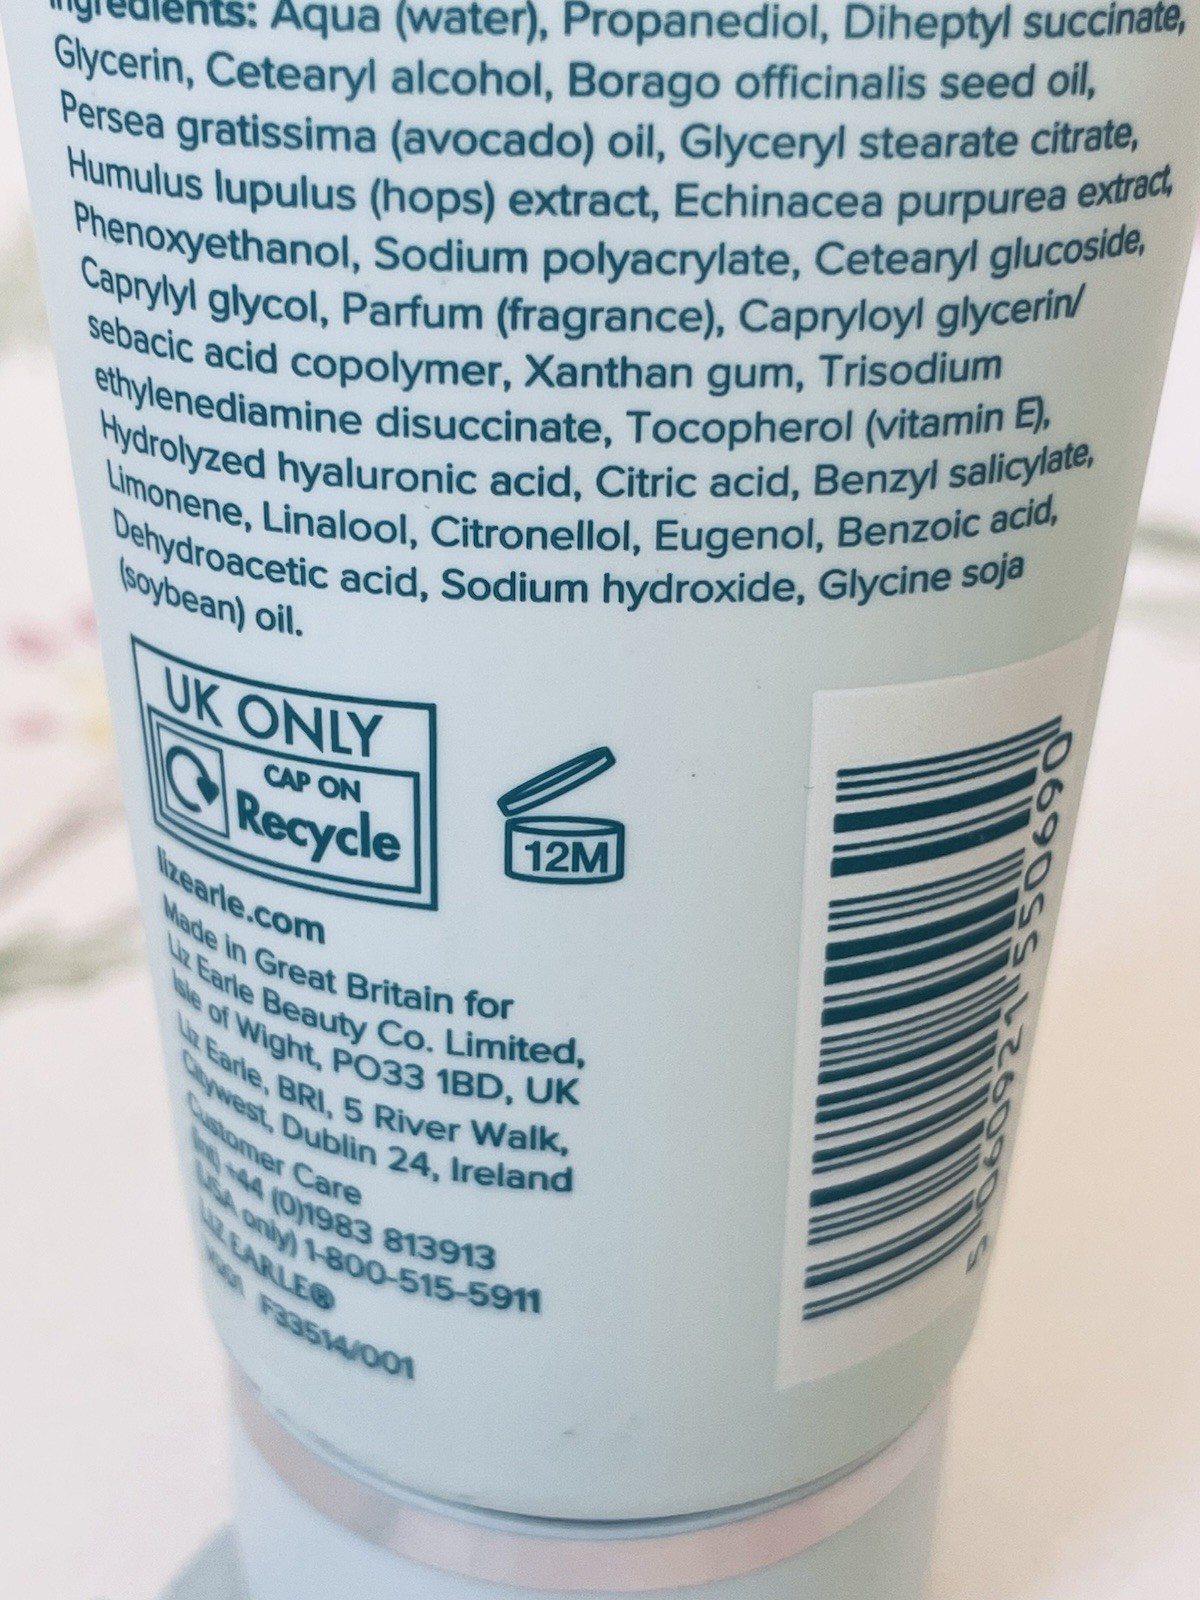 Ingredients: Aqua (water), Propanediol, Diheptyl succinate,
Glycerin, Cetearyl alcohol, Borago officinalis seed oil,
Persea gratissima (avocado) oil, Glyceryl stearate citrate,
Humulus lupulus (hops) extract, Echinacea purpurea extract,
Phenoxyethanol, Sodium polyacrylate, Cetearyl glucoside,
Caprylyl glycol, Parfum (fragrance), Capryloyl glycerin/
sebacic acid copolymer, Xanthan gum, Trisodium
ethylenediamine disuccinate, Tocopherol (vitamin E),
Hydrolyzed hyaluronic acid, Citric acid, Benzyl salicylate,
Limonene, Linalool, Citronellol, Eugenol, Benzoic acid,
Dehydroacetic acid, Sodium hydroxide, Glycine soja
(soybean) oil.
UK ONLY
CAP ON
Recycle
12M
lizearle.com
Made in Great Britain for
Liz Earle Beauty Co. Limited,
Isle of Wight, PO33 1BD, UK
Liz Earle, BRI, 5 River Walk,
Citywest, Dublin 24, Ireland
Customer Care
(Int) +44 (0)1983 813913
(USA only) 1-800-515-5911
LIZ EARLE®
F33514/001
5 060921 550690